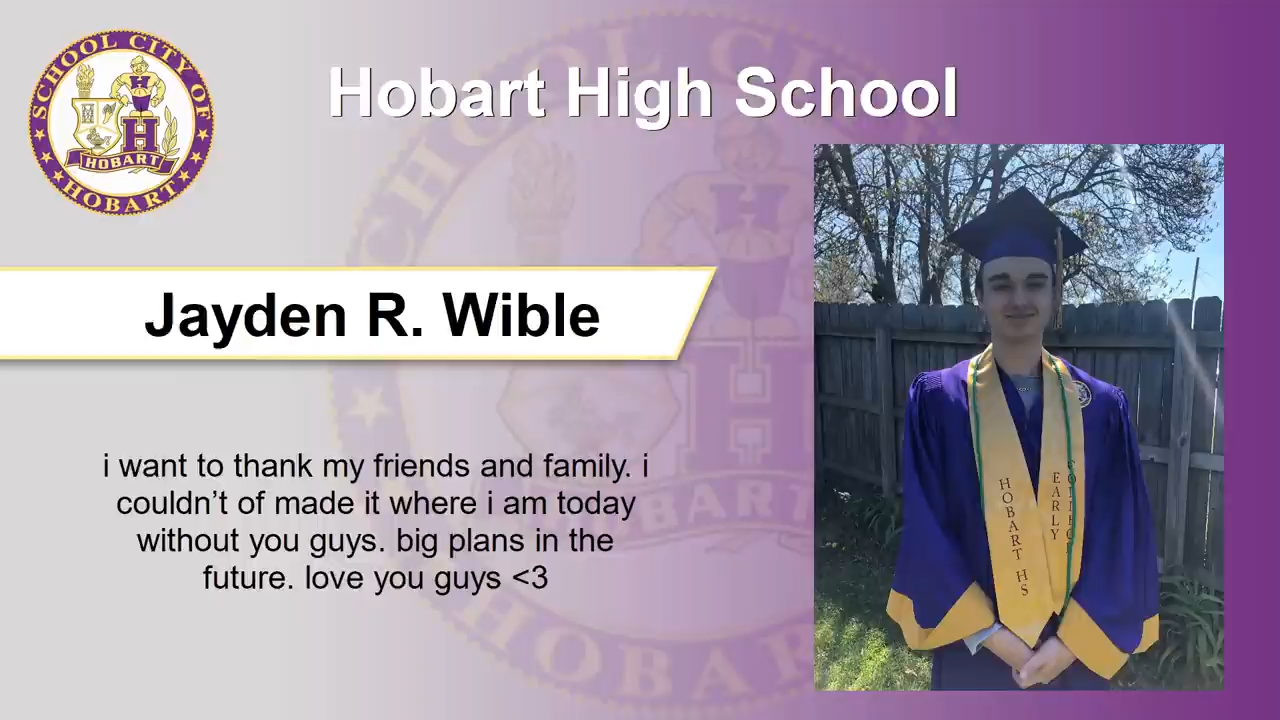 SCHOOL CITY OF
HOBART
HOBART
Hobart High School
Jayden R. Wible
i want to thank my friends and family. i
couldn’t of made it where i am today
without you guys. big plans in the
future. love you guys <3
HOBART HS
EARLY
COLLEGE